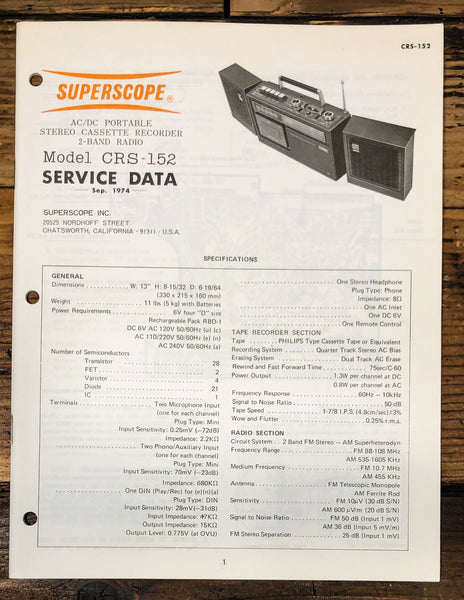 CRS-152
SUPERSCOPE®
AC/DC PORTABLE
STEREO CASSETTE RECORDER
2-BAND RADIO
Model CRS-152
SERVICE DATA
Sep. 1974
SUPERSCOPE INC.
20525 NORDHOFF STREET
CHATSWORTH, CALIFORNIA - 91311 - U.S.A.
SPECIFICATIONS
GENERAL
Dimensions W: 13" H: 8-15/32 D: 6-19/64
(330 x 215 x 160 mm)
Weight 11 lbs (5 kg) with Batteries
Power Requirements 6V four "D" size
Rechargeable Pack RBD-1
DC 6V AC 120V 50/60Hz (u) (c)
AC 110/220V 50/60Hz (e) (n)
AC 240V 50/60Hz (a)
Number of Semiconductors
Transistor 28
FET 2
Varistor 4
Diode 21
IC 1
Terminals Two Microphone Input
(one for each channel)
Plug Type: Mini
Input Sensitivity: 0.25mV (−72dB)
Impedance: 2.2KΩ
Two Phono/Auxiliary Input
(one for each channel)
Plug Type: Mini
Input Sensitivity: 70mV (−23dB)
Impedance: 680KΩ
One DIN (Play/Rec) for (e)(n)(a)
Plug Type: DIN
Input Sensitivity: 28mV (−31dB)
Input Impedance: 47KΩ
Output Impedance: 15KΩ
Output Level: 0.775V (at OVU)
One Stereo Headphone
Plug Type: Phone
Impedance: 8Ω
One AC Inlet
One DC 6V
One Remote Control
TAPE RECORDER SECTION
Tape PHILIPS Type Cassette Tape or Equivalent
Recording System Quarter Track Stereo AC Bias
Erasing System Dual Track AC Erase
Rewind and Fast Forward Time 75sec/C-60
Power Output 1.3W per channel at DC
0.8W per channel at AC
Frequency Response 60Hz - 10kHz
Signal to Noise Ratio 50 dB
Tape Speed 1-7/8 I.P.S. (4.8cm/sec)±3%
Wow and Flutter 0.25% r.m.s.
RADIO SECTION
Circuit System 2 Band FM Stereo - AM Superheterodyn
Frequency Range FM 88-108 MHz
AM 535-1605 KHz
Medium Frequency FM 10.7 MHz
AM 455 KHz
Antenna FM Telescopic Monopole
AM Ferrite Rod
Sensitivity FM 10μV (30 dB S/N)
AM 600 μV/m (20 dB S/N)
Signal to Noise Ratio FM 50 dB (Input 1 mV)
AM 36 dB (Input 5 mV/m)
FM Stereo Separation 25 dB (Input 1 mV)
1